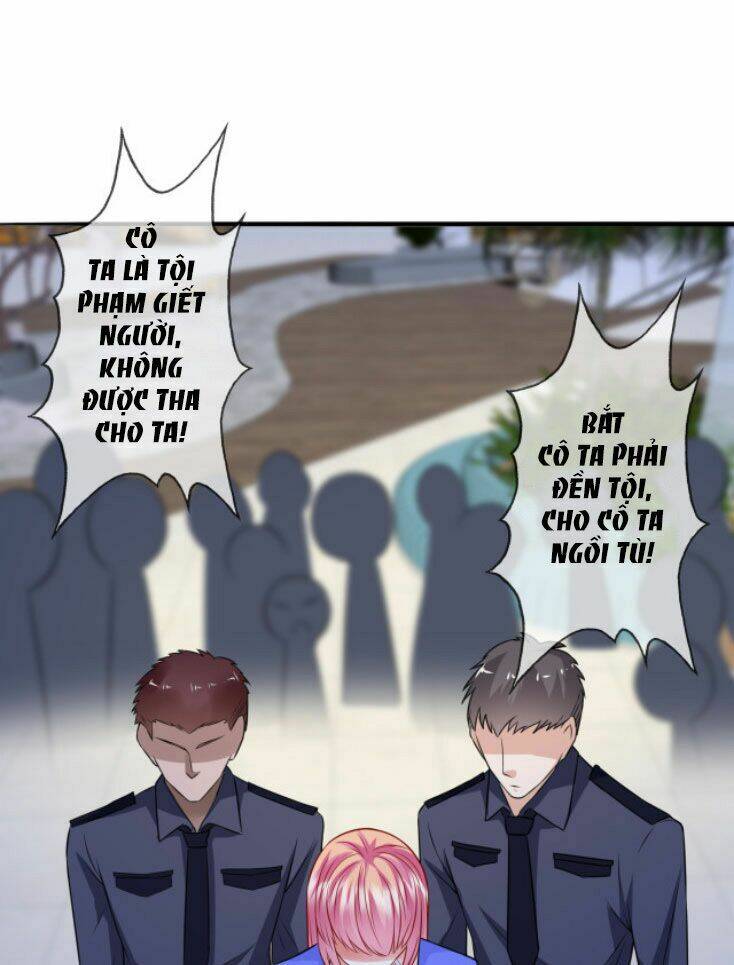 CÔ
TA LÀ TỘI
PHẠM GIẾT
NGƯỜI,
KHÔNG
ĐƯỢC THA
CHO TA!
BẮT
CÔ TA PHẢI
ĐỀN TỘI,
CHO CÔ TA
NGỒI TÙ!